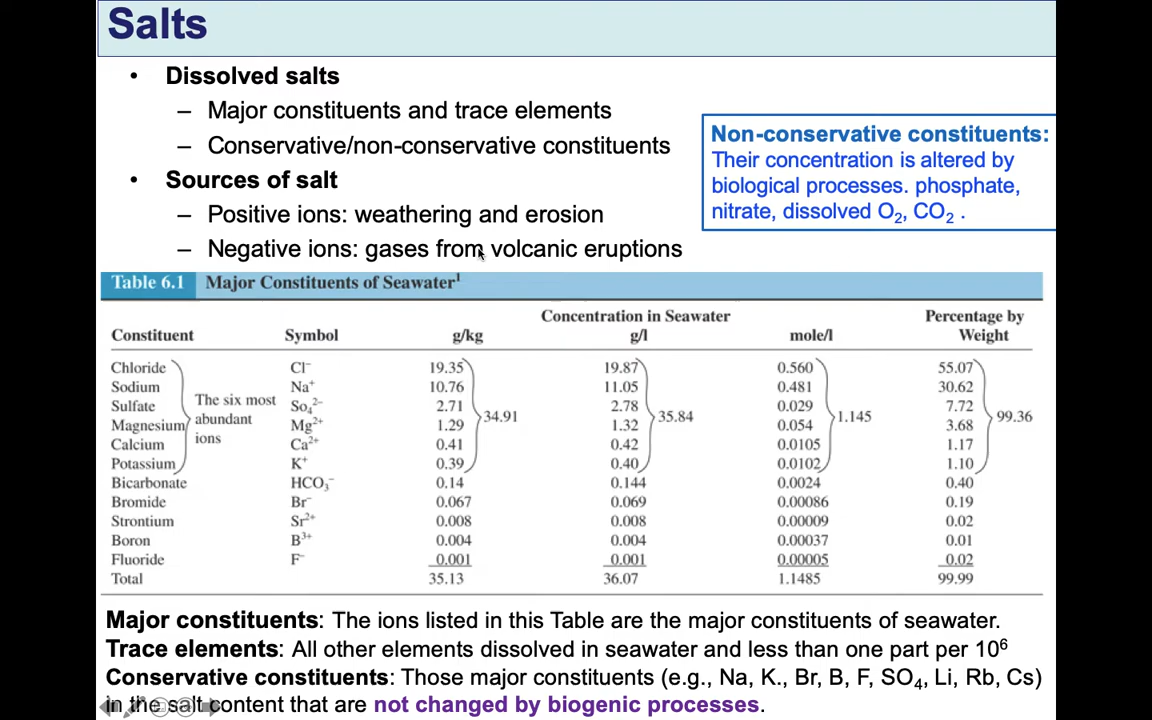 Salts
• Dissolved salts
– Major constituents and trace elements
– Conservative/non-conservative constituents
• Sources of salt
– Positive ions: weathering and erosion
– Negative ions: gases from volcanic eruptions
Non-conservative constituents:
Their concentration is altered by
biological processes. phosphate,
nitrate, dissolved O₂, CO₂ .
Table 6.1 Major Constituents of Seawater¹
Concentration in Seawater Percentage by
Constituent Symbol g/kg g/l mole/l Weight
Chloride Cl⁻ 19.35 19.87 0.560 55.07
Sodium Na⁺ 10.76 11.05 0.481 30.62
Sulfate So₄²⁻ 2.71 2.78 0.029 7.72
The six most abundant ions
34.91 35.84 1.145 99.36
Magnesium Mg²⁺ 1.29 1.32 0.054 3.68
Calcium Ca²⁺ 0.41 0.42 0.0105 1.17
Potassium K⁺ 0.39 0.40 0.0102 1.10
Bicarbonate HCO₃⁻ 0.14 0.144 0.0024 0.40
Bromide Br⁻ 0.067 0.069 0.00086 0.19
Strontium Sr²⁺ 0.008 0.008 0.00009 0.02
Boron B³⁺ 0.004 0.004 0.00037 0.01
Fluoride F⁻ 0.001 0.001 0.00005 0.02
Total 35.13 36.07 1.1485 99.99
Major constituents: The ions listed in this Table are the major constituents of seawater.
Trace elements: All other elements dissolved in seawater and less than one part per 10⁶
Conservative constituents: Those major constituents (e.g., Na, K., Br, B, F, SO₄, Li, Rb, Cs)
in the salt content that are not changed by biogenic processes.